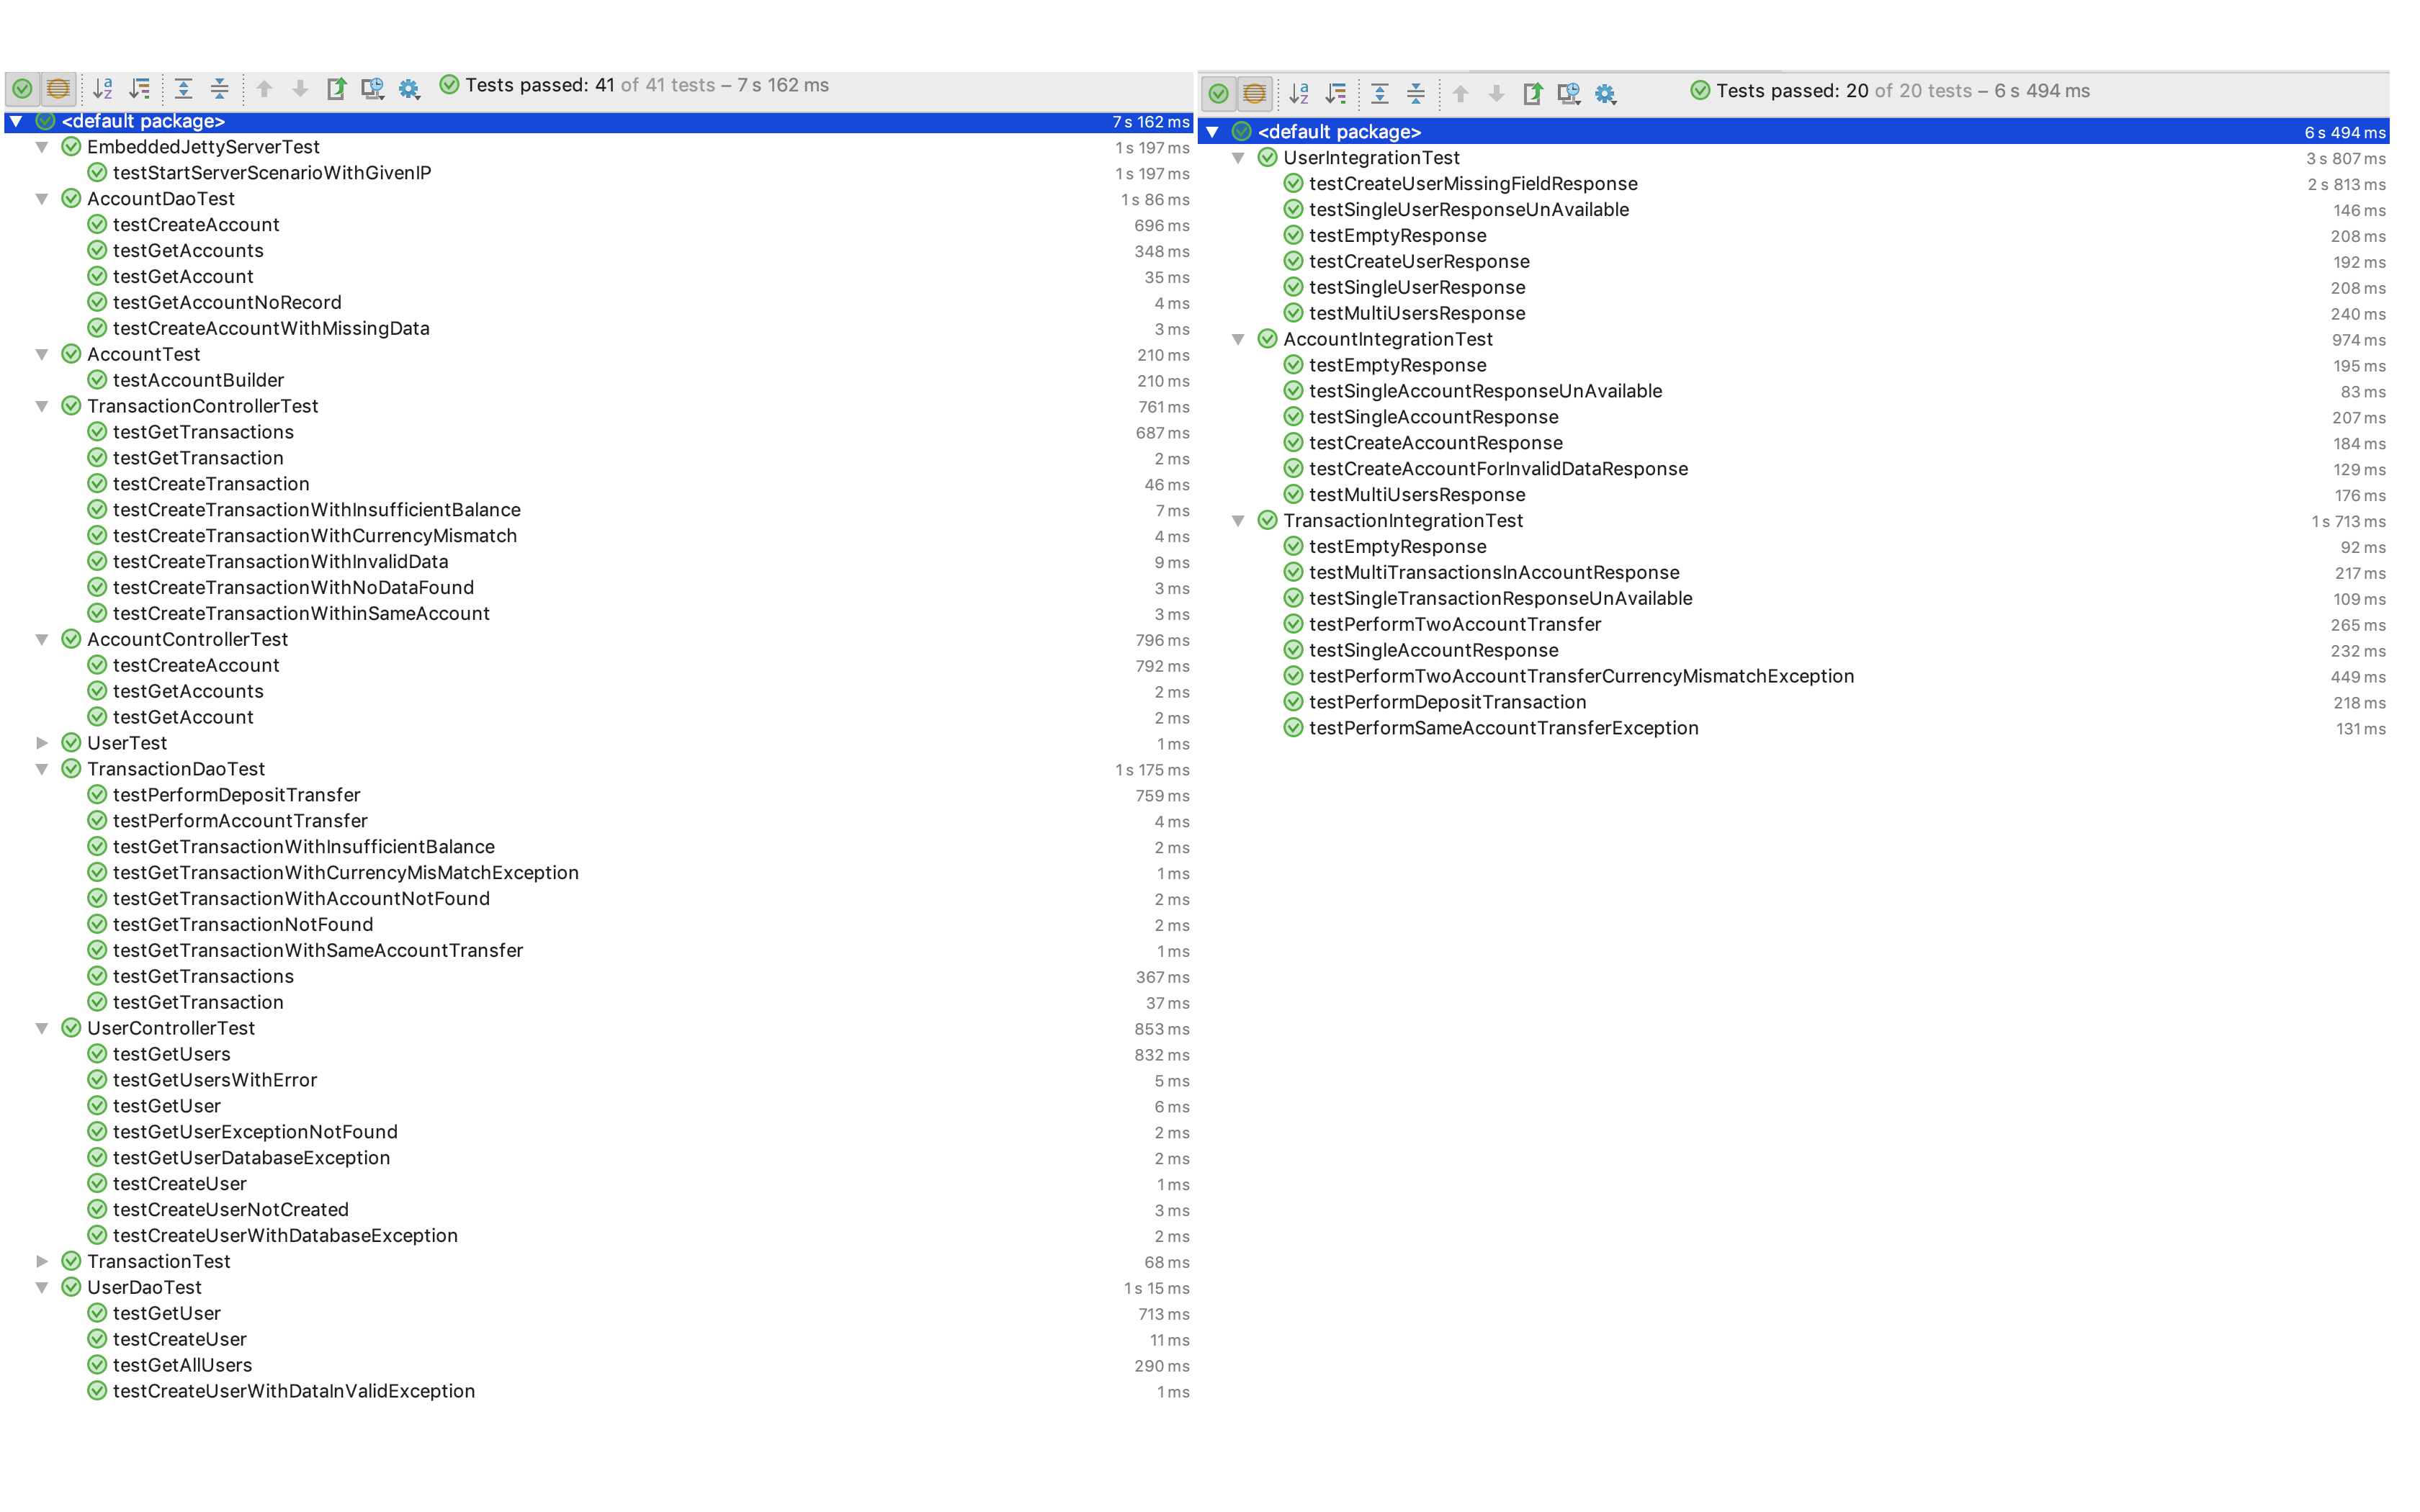 Tests passed: 41 of 41 tests – 7 s 162 ms
<default package> 7 s 162 ms
EmbeddedJettyServerTest 1 s 197 ms
testStartServerScenarioWithGivenIP 1 s 197 ms
AccountDaoTest 1 s 86 ms
testCreateAccount 696 ms
testGetAccounts 348 ms
testGetAccount 35 ms
testGetAccountNoRecord 4 ms
testCreateAccountWithMissingData 3 ms
AccountTest 210 ms
testAccountBuilder 210 ms
TransactionControllerTest 761 ms
testGetTransactions 687 ms
testGetTransaction 2 ms
testCreateTransaction 46 ms
testCreateTransactionWithInsufficientBalance 7 ms
testCreateTransactionWithCurrencyMismatch 4 ms
testCreateTransactionWithInvalidData 9 ms
testCreateTransactionWithNoDataFound 3 ms
testCreateTransactionWithinSameAccount 3 ms
AccountControllerTest 796 ms
testCreateAccount 792 ms
testGetAccounts 2 ms
testGetAccount 2 ms
UserTest 1 ms
TransactionDaoTest 1 s 175 ms
testPerformDepositTransfer 759 ms
testPerformAccountTransfer 4 ms
testGetTransactionWithInsufficientBalance 2 ms
testGetTransactionWithCurrencyMisMatchException 1 ms
testGetTransactionWithAccountNotFound 2 ms
testGetTransactionNotFound 2 ms
testGetTransactionWithSameAccountTransfer 1 ms
testGetTransactions 367 ms
testGetTransaction 37 ms
UserControllerTest 853 ms
testGetUsers 832 ms
testGetUsersWithError 5 ms
testGetUser 6 ms
testGetUserExceptionNotFound 2 ms
testGetUserDatabaseException 2 ms
testCreateUser 1 ms
testCreateUserNotCreated 3 ms
testCreateUserWithDatabaseException 2 ms
TransactionTest 68 ms
UserDaoTest 1 s 15 ms
testGetUser 713 ms
testCreateUser 11 ms
testGetAllUsers 290 ms
testCreateUserWithDataInValidException 1 ms
Tests passed: 20 of 20 tests – 6 s 494 ms
<default package> 6 s 494 ms
UserIntegrationTest 3 s 807 ms
testCreateUserMissingFieldResponse 2 s 813 ms
testSingleUserResponseUnAvailable 146 ms
testEmptyResponse 208 ms
testCreateUserResponse 192 ms
testSingleUserResponse 208 ms
testMultiUsersResponse 240 ms
AccountIntegrationTest 974 ms
testEmptyResponse 195 ms
testSingleAccountResponseUnAvailable 83 ms
testSingleAccountResponse 207 ms
testCreateAccountResponse 184 ms
testCreateAccountForInvalidDataResponse 129 ms
testMultiUsersResponse 176 ms
TransactionIntegrationTest 1 s 713 ms
testEmptyResponse 92 ms
testMultiTransactionsInAccountResponse 217 ms
testSingleTransactionResponseUnAvailable 109 ms
testPerformTwoAccountTransfer 265 ms
testSingleAccountResponse 232 ms
testPerformTwoAccountTransferCurrencyMismatchException 449 ms
testPerformDepositTransaction 218 ms
testPerformSameAccountTransferException 131 ms